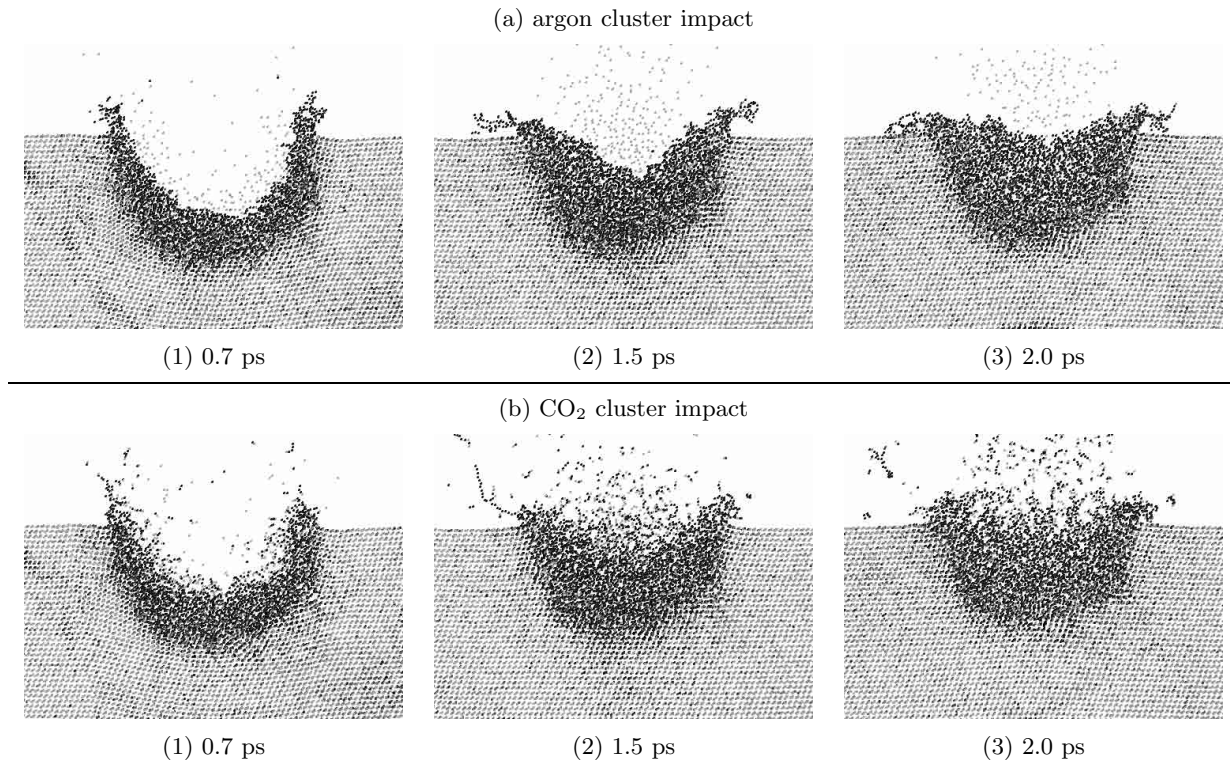 (a) argon cluster impact
(1) 0.7 ps
(2) 1.5 ps
(3) 2.0 ps
(b) CO₂ cluster impact
(1) 0.7 ps
(2) 1.5 ps
(3) 2.0 ps